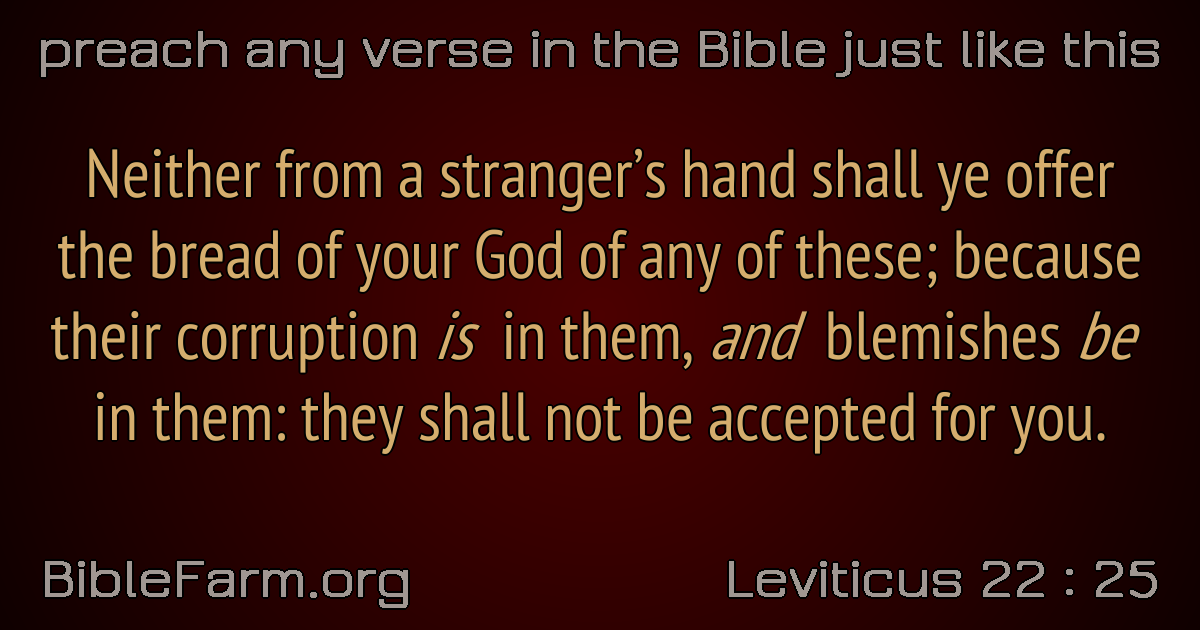 preach any verse in the Bible just like this
Neither from a stranger’s hand shall ye offer
the bread of your God of any of these; because
their corruption is in them, and blemishes be
in them: they shall not be accepted for you.
BibleFarm.org
Leviticus 22 : 25